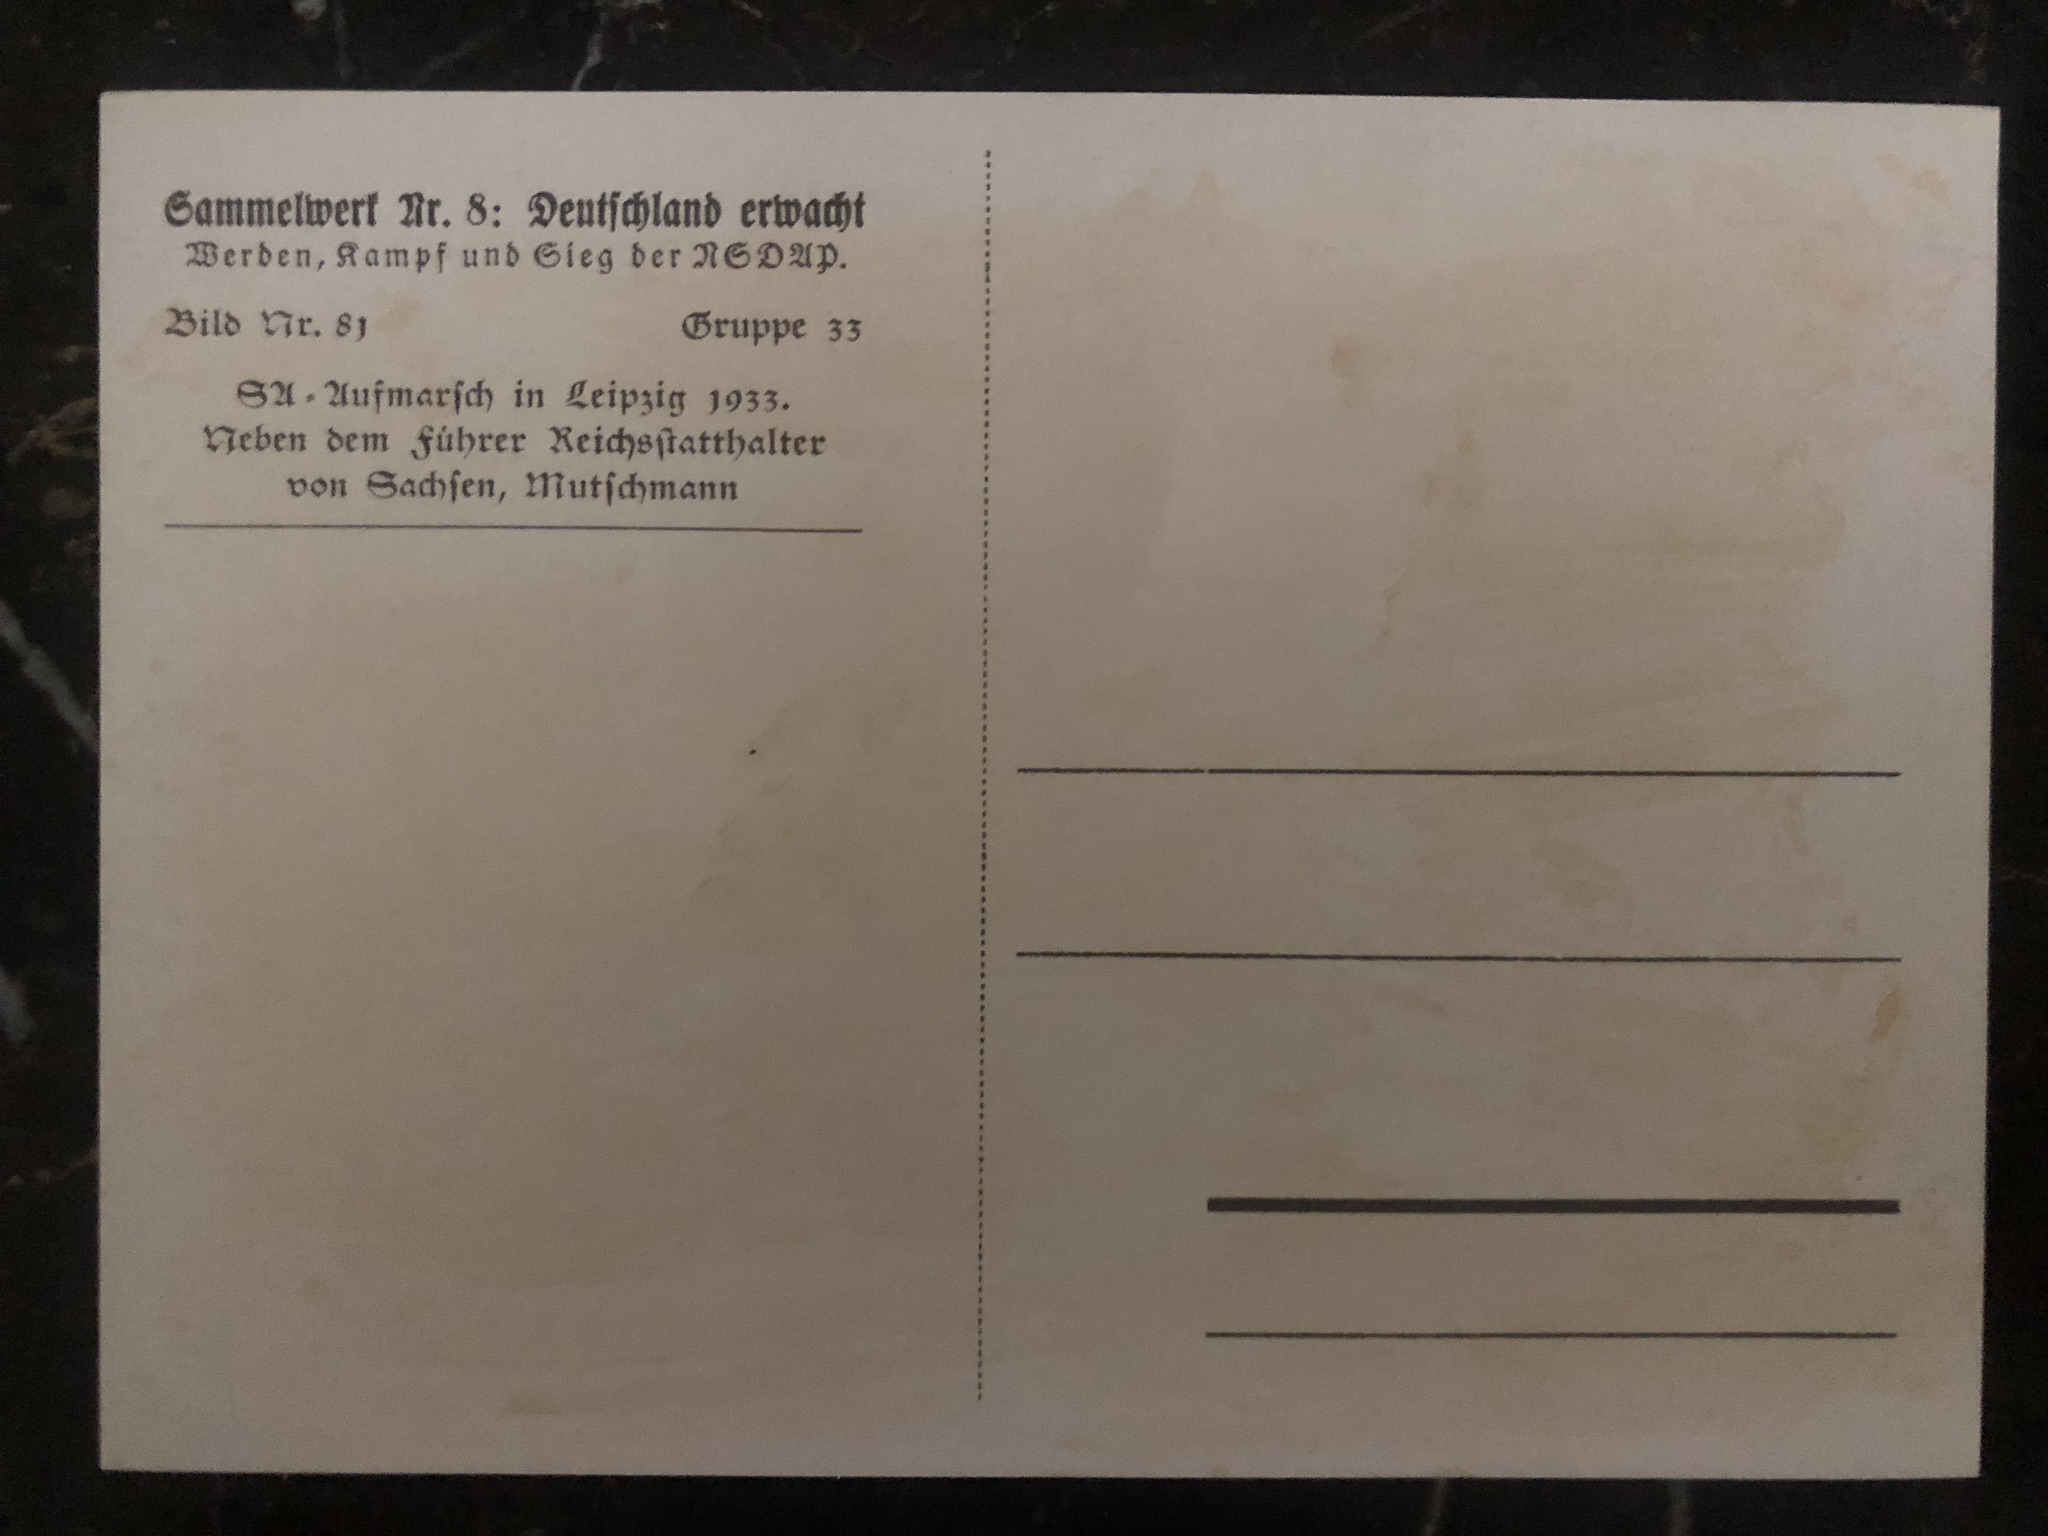 Sammelwerk Nr. 8: Deutschland erwacht
Werden, Kampf und Sieg der NSDAP.
Bild Nr. 81 Gruppe 33
SA-Aufmarsch in Leipzig 1933.
Neben dem Führer Reichsstatthalter
von Sachsen, Mutschmann